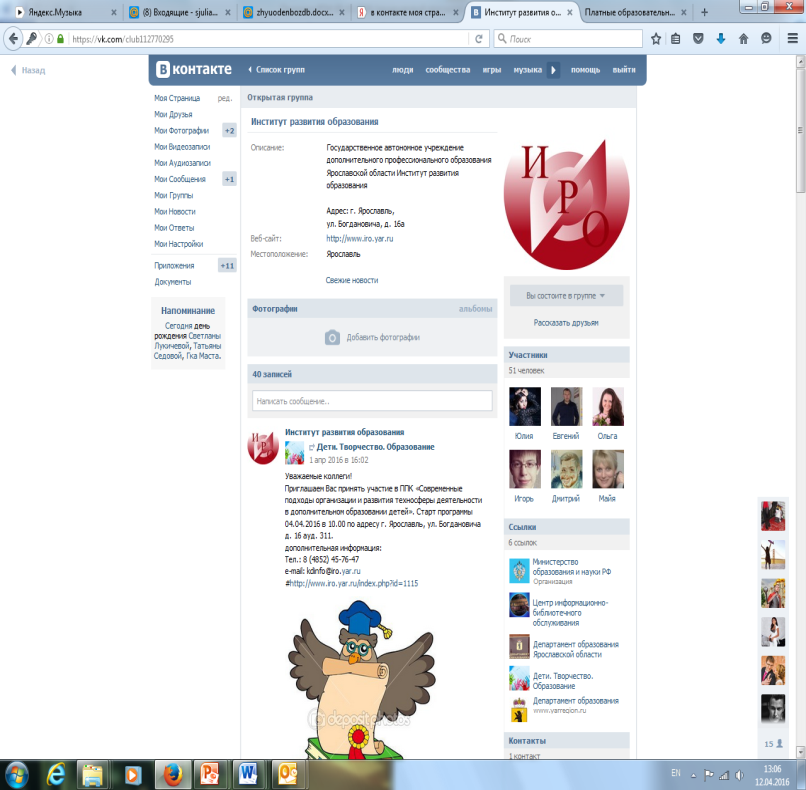 Яндекс.Музыка
(8) Входящие - sjulia...
zhyuodenbozdb.docx...
в контакте моя стра...
Институт развития о...
Платные образовательн...
https://vk.com/club112770295
Поиск
Назад
В контакте
Список групп
люди
сообщества
игры
музыка
помощь
выйти
Моя Страница
ред.
Мои Друзья
Мои Фотографии +2
Мои Видеозаписи
Мои Аудиозаписи
Мои Сообщения +1
Мои Группы
Мои Новости
Мои Ответы
Мои Настройки
Приложения +11
Документы
Напоминание
Сегодня день
рождения Светланы
Лукичевой, Татьяны
Седовой, Гка Маста.
Открытая группа
Институт развития образования
Описание:
Государственное автономное учреждение
дополнительного профессионального образования
Ярославской области Институт развития
образования
Адрес: г. Ярославль,
ул. Богдановича, д. 16а
Веб-сайт: http://www.iro.yar.ru
Местоположение: Ярославль
Свежие новости
Фотографии
альбомы
Добавить фотографии
40 записей
Написать сообщение..
Институт развития образования
Дети. Творчество. Образование
1 апр 2016 в 16:02
Уважаемые коллеги!
Приглашаем Вас принять участие в ППК «Современные
подходы организации и развития техносферы деятельности
в дополнительном образовании детей». Старт программы
04.04.2016 в 10.00 по адресу г. Ярославль, ул. Богдановича
д. 16 ауд. 311.
дополнительная информация:
Тел.: 8 (4852) 45-76-47
e-mail: kdinfo@iro.yar.ru
#http://www.iro.yar.ru/index.php?id=1115
depositphotos
И
Р
О
Вы состоите в группе
Рассказать друзьям
Участники
51 человек
Юлия
Евгений
Ольга
Игорь
Дмитрий
Майя
Ссылки
6 ссылок
Министерство
образования и науки РФ
Организация
Центр информационно-
библиотечного
обслуживания
Департамент образования
Ярославской области
Дети. Творчество.
Образование
Департамент образования
www.yarregion.ru
Контакты
1 контакт
15
EN
13:06
12.04.2016